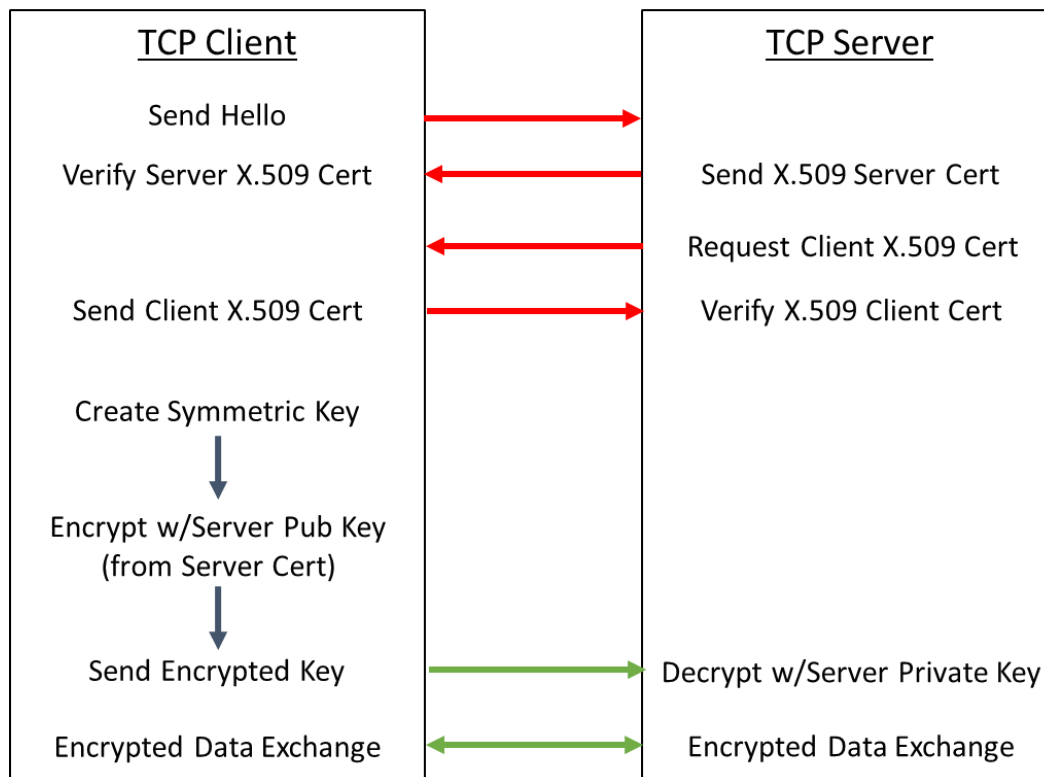 TCP Client
TCP Server
Send Hello
Verify Server X.509 Cert
Send X.509 Server Cert
Request Client X.509 Cert
Send Client X.509 Cert
Verify X.509 Client Cert
Create Symmetric Key
Encrypt w/Server Pub Key
(from Server Cert)
Send Encrypted Key
Decrypt w/Server Private Key
Encrypted Data Exchange
Encrypted Data Exchange